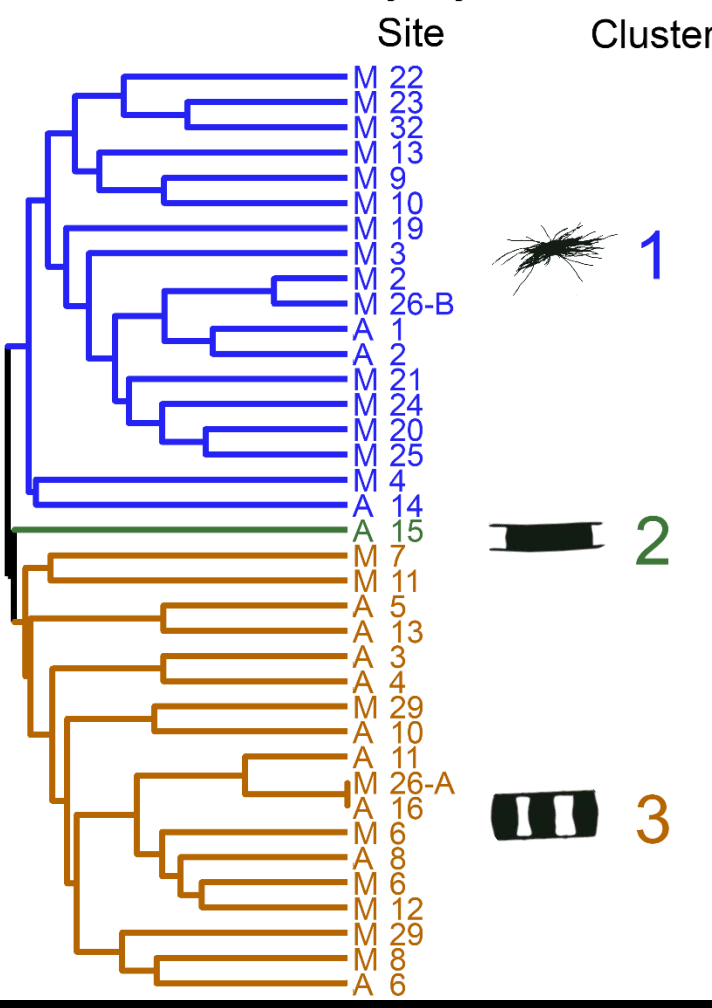 Site Cluster
M 22
M 23
M 32
M 13
M 9
M 10
M 19
M 3
1
M 2
M 26-B
A 1
A 2
M 21
M 24
M 20
M 25
M 4
A 14
A 15
2
M 7
M 11
A 5
A 13
A 3
A 4
M 29
A 10
A 11
M 26-A
A 16
3
M 6
A 8
M 6
M 12
M 29
M 8
A 6